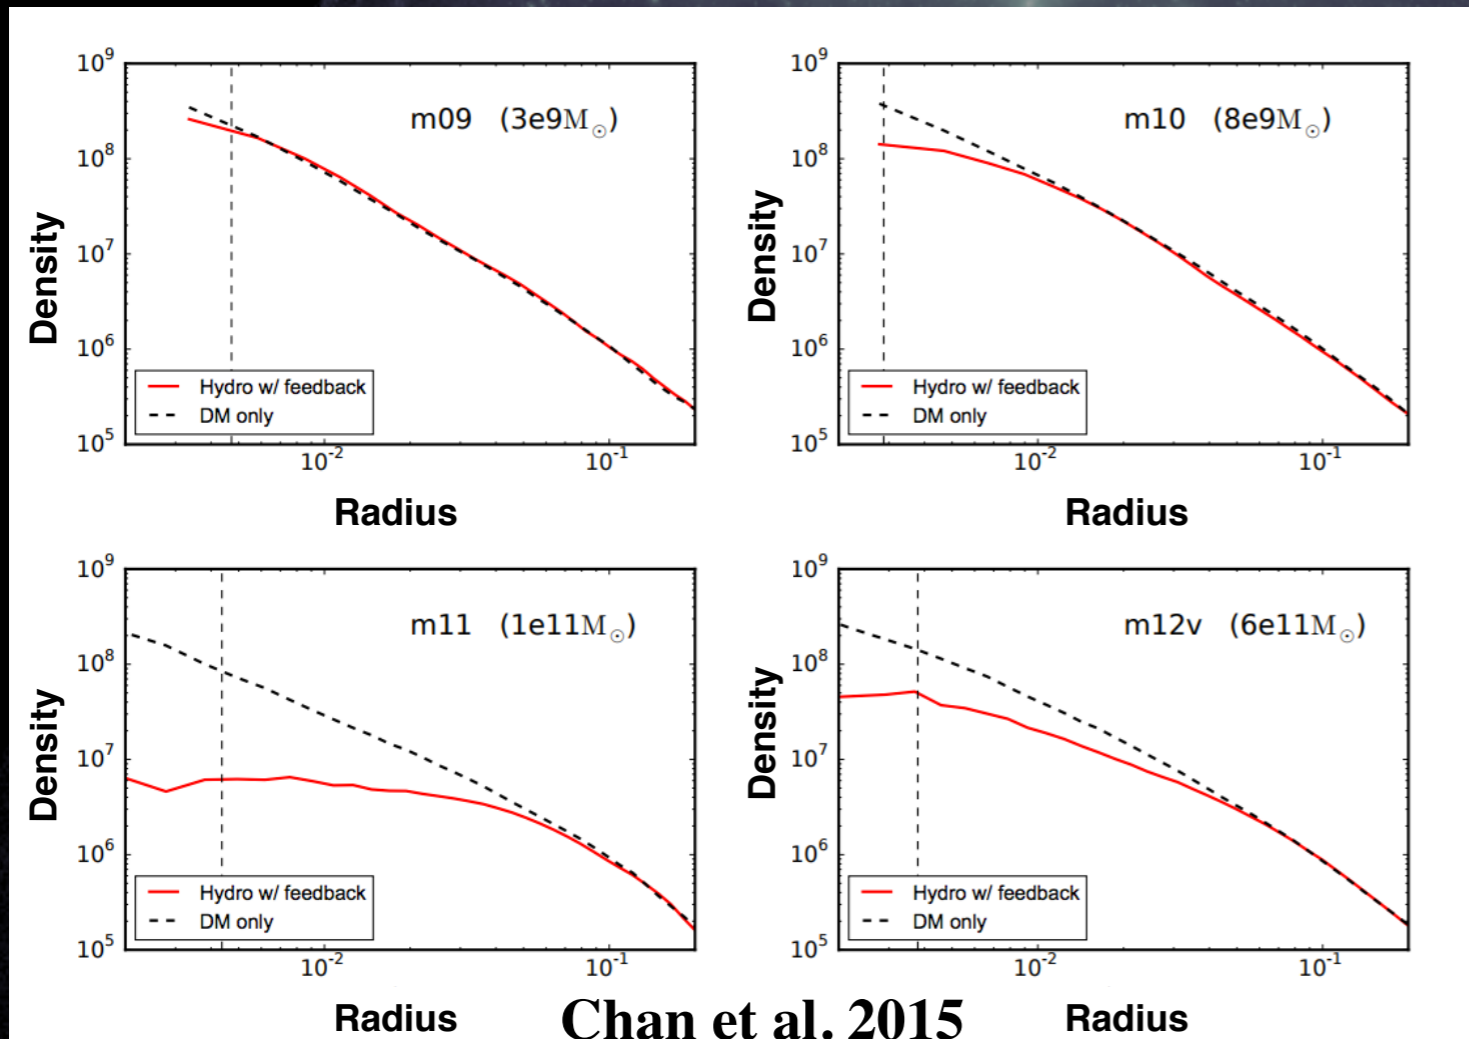 10^9
10^8
10^7
10^6
10^5
Density
m09 (3e9M☉)
Hydro w/ feedback
DM only
10^-2
10^-1
Radius
10^9
10^8
10^7
10^6
10^5
Density
m10 (8e9M☉)
Hydro w/ feedback
DM only
10^-2
10^-1
Radius
10^9
10^8
10^7
10^6
10^5
Density
m11 (1e11M☉)
Hydro w/ feedback
DM only
10^-2
10^-1
Radius
10^9
10^8
10^7
10^6
10^5
Density
m12v (6e11M☉)
Hydro w/ feedback
DM only
10^-2
10^-1
Radius
Chan et al. 2015